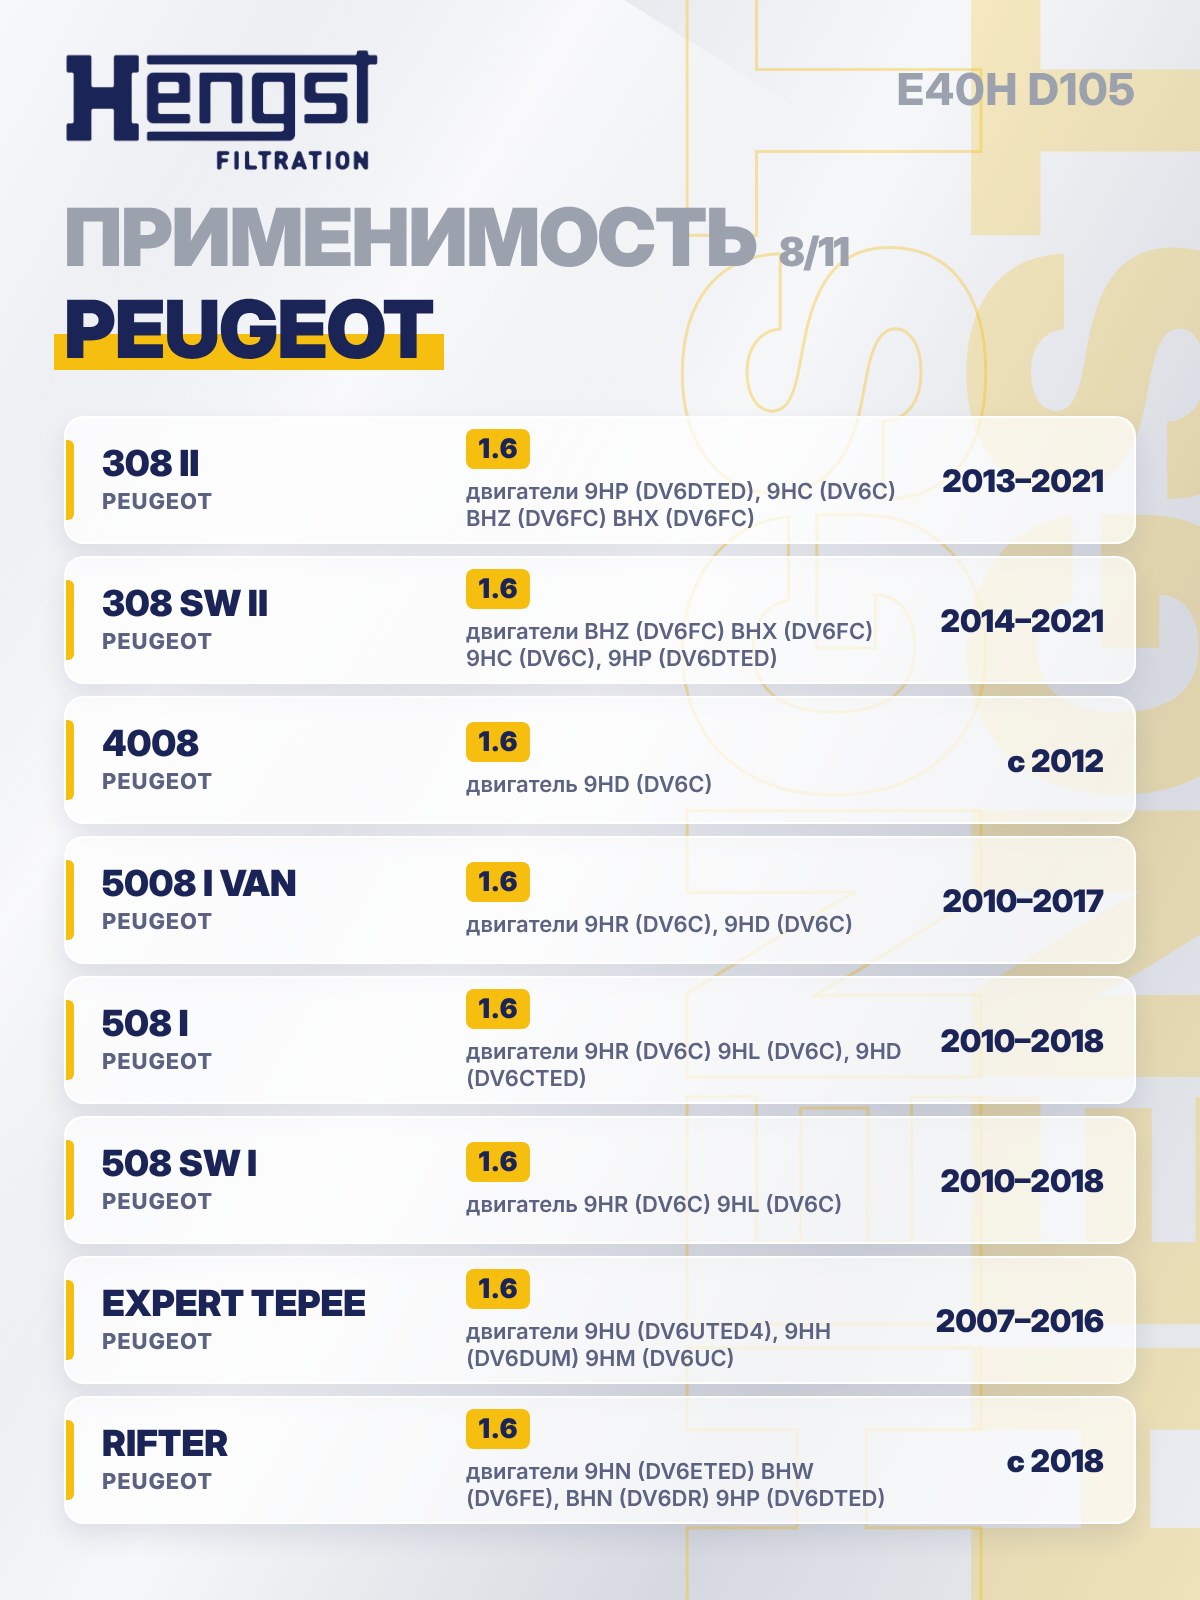 Hengst
FILTRATION
E40H D105
ПРИМЕНИМОСТЬ 8/11
PEUGEOT
308 II
PEUGEOT
1.6
двигатели 9HP (DV6DTED), 9HC (DV6C)
BHZ (DV6FC) BHX (DV6FC)
2013–2021
308 SW II
PEUGEOT
1.6
двигатели BHZ (DV6FC) BHX (DV6FC)
9HC (DV6C), 9HP (DV6DTED)
2014–2021
4008
PEUGEOT
1.6
двигатель 9HD (DV6C)
с 2012
5008 I VAN
PEUGEOT
1.6
двигатели 9HR (DV6C), 9HD (DV6C)
2010–2017
508 I
PEUGEOT
1.6
двигатели 9HR (DV6C) 9HL (DV6C), 9HD
(DV6CTED)
2010–2018
508 SW I
PEUGEOT
1.6
двигатель 9HR (DV6C) 9HL (DV6C)
2010–2018
EXPERT TEPEE
PEUGEOT
1.6
двигатели 9HU (DV6UTED4), 9HH
(DV6DUM) 9HM (DV6UC)
2007–2016
RIFTER
PEUGEOT
1.6
двигатели 9HN (DV6ETED) BHW
(DV6FE), BHN (DV6DR) 9HP (DV6DTED)
с 2018
HENGST
HENGST